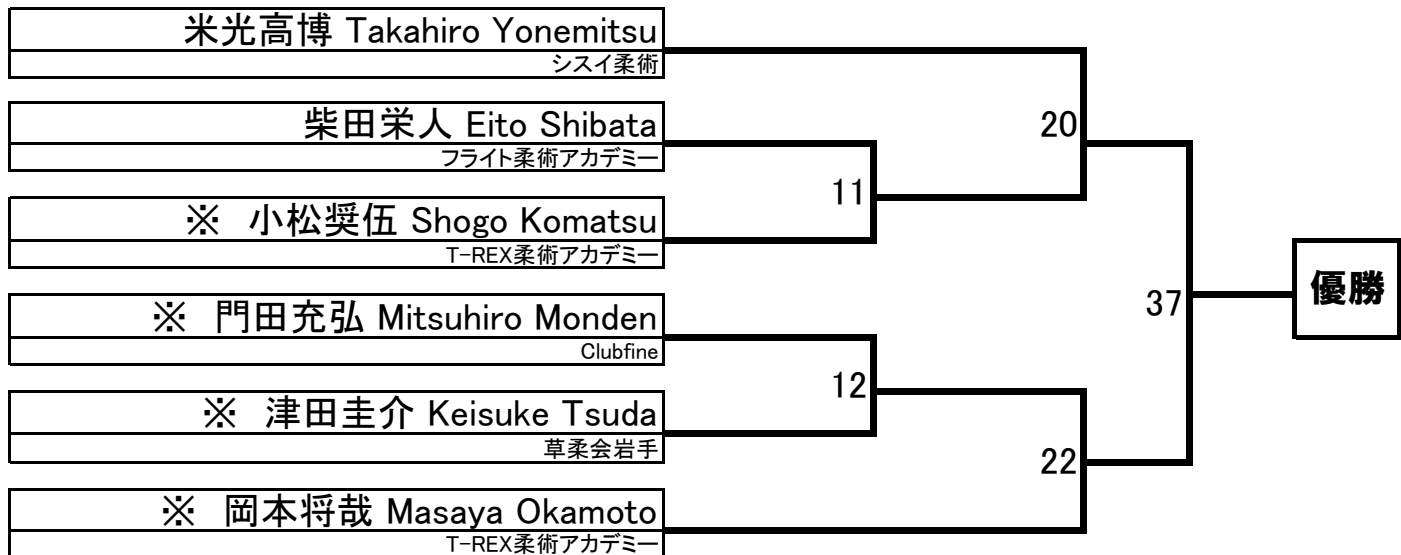 米光高博 Takahiro Yonemitsu
シスイ柔術
柴田栄人 Eito Shibata
フライト柔術アカデミー
※ 小松奨伍 Shogo Komatsu
T-REX柔術アカデミー
※ 門田充弘 Mitsuhiro Monden
Clubfine
※ 津田圭介 Keisuke Tsuda
草柔会岩手
※ 岡本将哉 Masaya Okamoto
T-REX柔術アカデミー
11
12
20
22
37
優勝